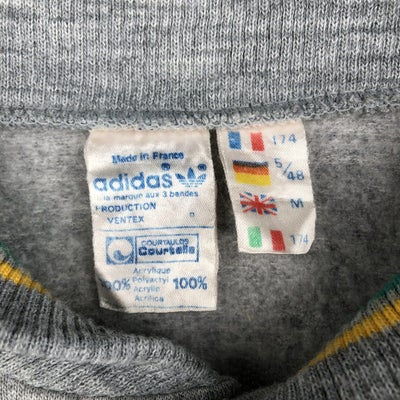 Made in France
adidas
la marque aux 3 bandes
PRODUCTION
VENTEX
COURTAULDS
Courtelle
Acrylique
100% Polyacryl 100%
Acrylic
Acrilica
174
5/48
M
174